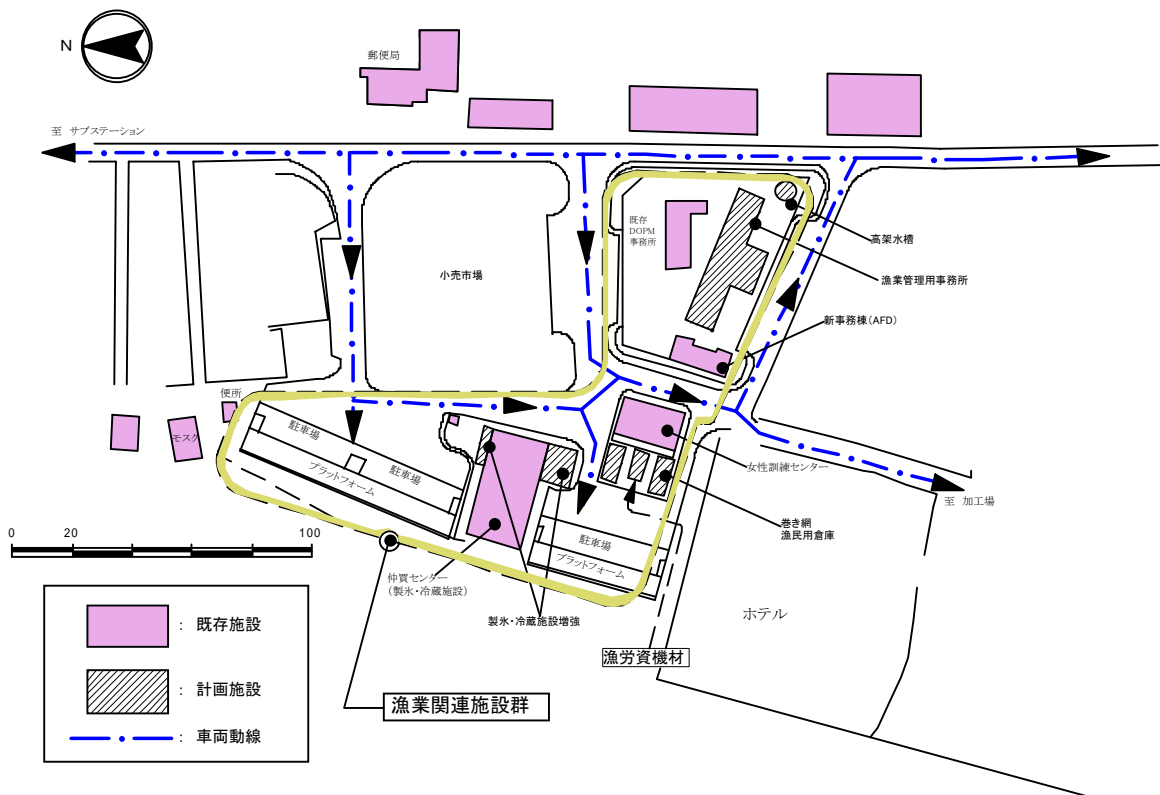 N
郵便局
至 サブステーション
既存
DOPM
事務所
高架水槽
小売市場
漁業管理用事務所
新事務棟(AFD)
便所
モスク
駐車場
駐車場
プラットフォーム
女性訓練センター
至 加工場
巻き網
漁民用倉庫
駐車場
プラットフォーム
0 20 100
仲買センター
(製氷・冷蔵施設)
製氷・冷蔵施設増強
ホテル
漁労資機材
漁業関連施設群
: 既存施設
: 計画施設
: 車両動線